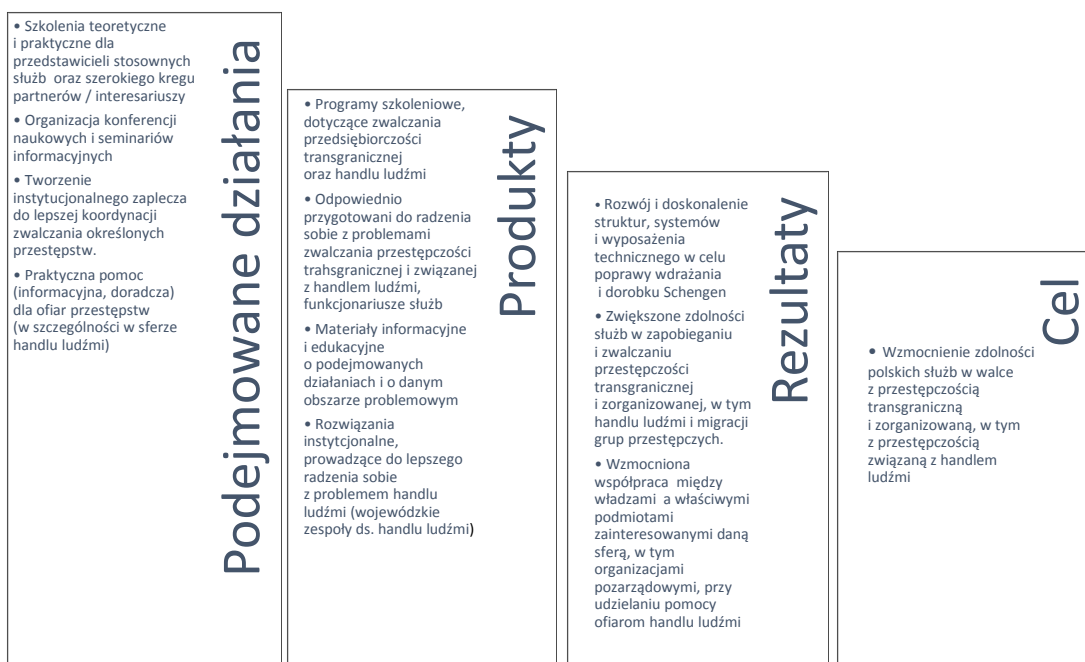 Podejmowane działania
• Szkolenia teoretyczne
i praktyczne dla
przedstawicieli stosownych
służb oraz szerokiego kregu
partnerów / interesariuszy
• Organizacja konferencji
naukowych i seminariów
informacyjnych
• Tworzenie
instytucjonalnego zaplecza
do lepszej koordynacji
zwalczania określonych
przestępstw.
• Praktyczna pomoc
(informacyjna, doradcza)
dla ofiar przestępstw
(w szczególności w sferze
handlu ludźmi)
Produkty
• Programy szkoleniowe,
dotyczące zwalczania
przedsiębiorczości
transgranicznej
oraz handlu ludźmi
• Odpowiednio
przygotowani do radzenia
sobie z problemami
zwalczania przestępczości
trahsgranicznej i związanej
z handlem ludźmi,
funkcjonariusze służb
• Materiały informacyjne
i edukacyjne
o podejmowanych
działaniach i o danym
obszarze problemowym
• Rozwiązania
instytcjonalne,
prowadzące do lepszego
radzenia sobie
z problemem handlu
ludźmi (wojewódzkie
zespoły ds. handlu ludźmi)
Rezultaty
• Rozwój i doskonalenie
struktur, systemów
i wyposażenia
technicznego w celu
poprawy wdrażania
i dorobku Schengen
• Zwiększone zdolności
służb w zapobieganiu
i zwalczaniu
przestępczości
transgranicznej
i zorganizowanej, w tym
handlu ludźmi i migracji
grup przestępczych.
• Wzmocniona
współpraca między
władzami a właściwymi
podmiotami
zainteresowanymi daną
sferą, w tym
organizacjami
pozarządowymi, przy
udzielaniu pomocy
ofiarom handlu ludźmi
Cel
• Wzmocnienie zdolności
polskich służb w walce
z przestępczością
transgraniczną
i zorganizowaną, w tym
z przestępczością
związaną z handlem
ludźmi